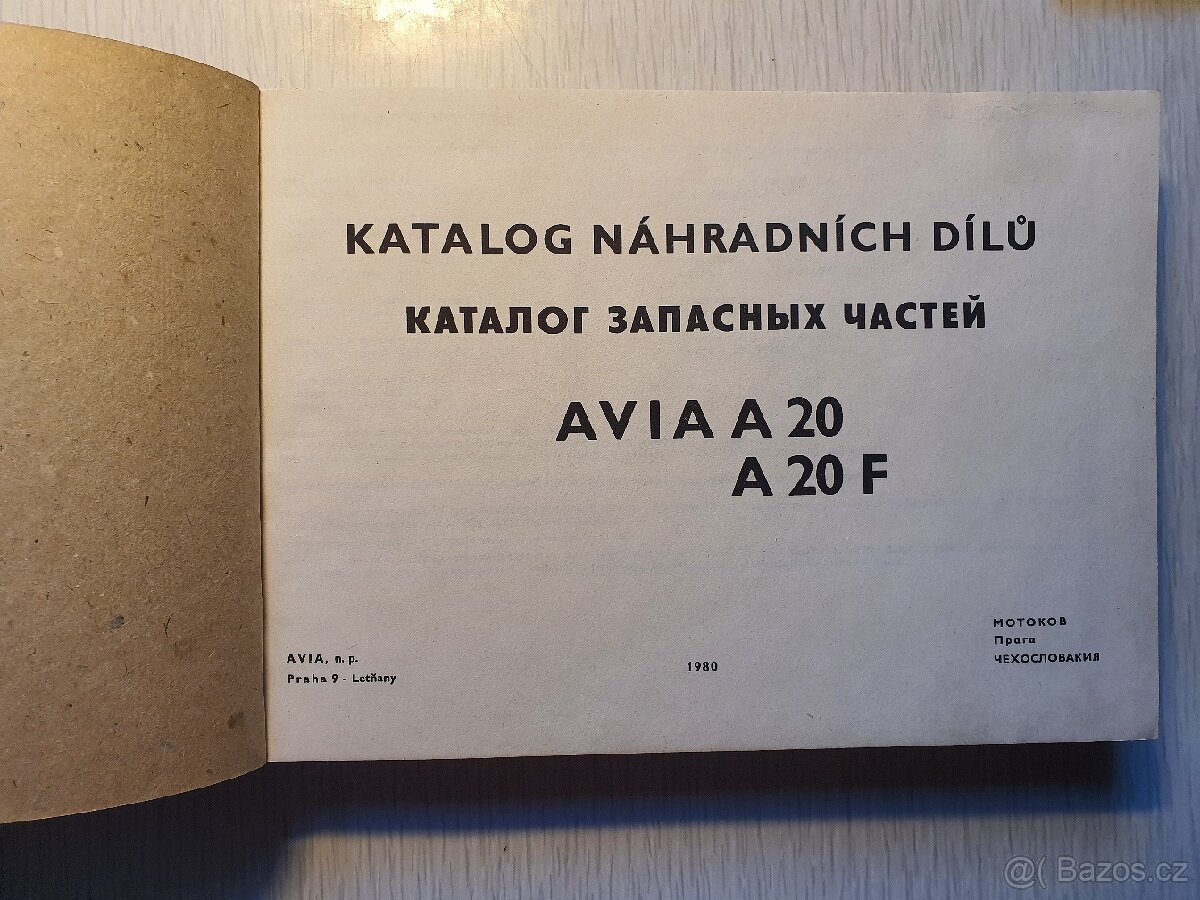 KATALOG NÁHRADNÍCH DÍLŮ
КАТАЛОГ ЗАПАСНЫХ ЧАСТЕЙ
AVIA A 20
A 20 F
AVIA, n. p.
Praha 9 - Letňany
1980
МОТОКОВ
Прага
ЧЕХОСЛОВАКИЯ
@( Bazos.cz